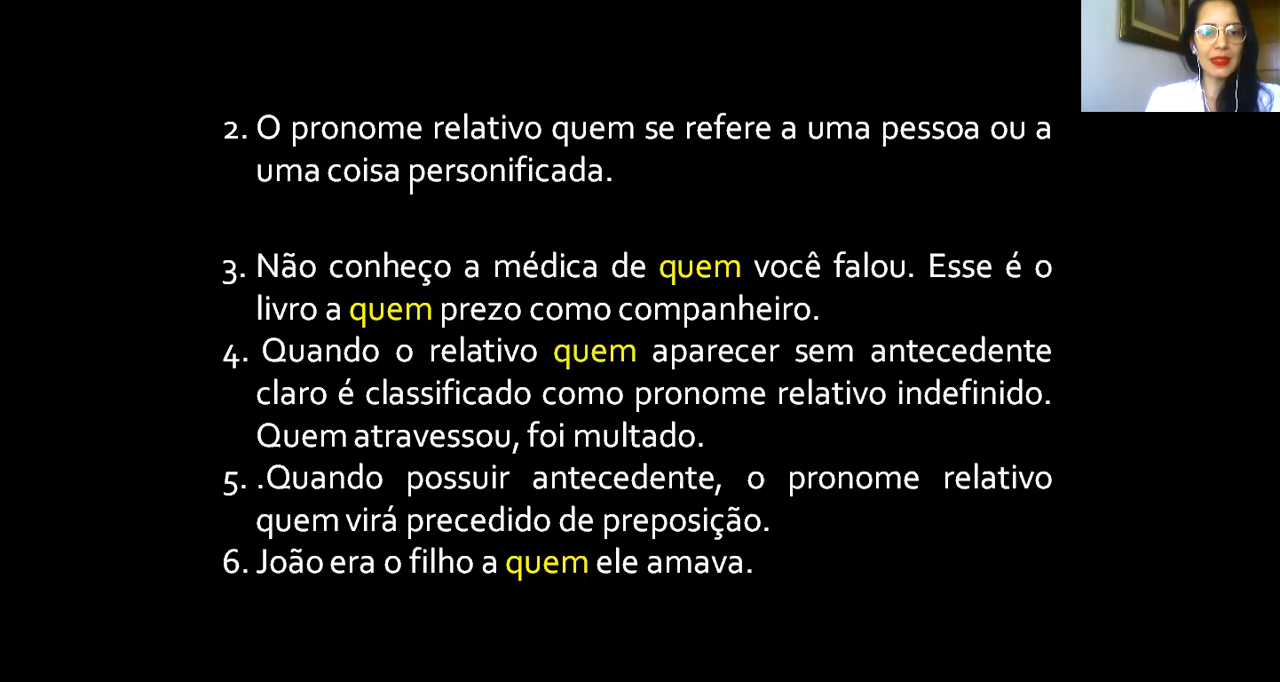 2. O pronome relativo quem se refere a uma pessoa ou a
uma coisa personificada.
3. Não conheço a médica de quem você falou. Esse é o
livro a quem prezo como companheiro.
4. Quando o relativo quem aparecer sem antecedente
claro é classificado como pronome relativo indefinido.
Quem atravessou, foi multado.
5. .Quando possuir antecedente, o pronome relativo
quem virá precedido de preposição.
6. João era o filho a quem ele amava.